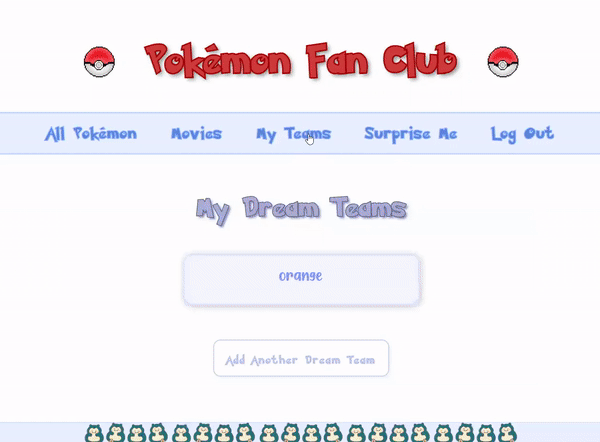 Pokémon Fan Club
All Pokémon Movies My Teams Surprise Me Log Out
My Dream Teams
orange
Add Another Dream Team